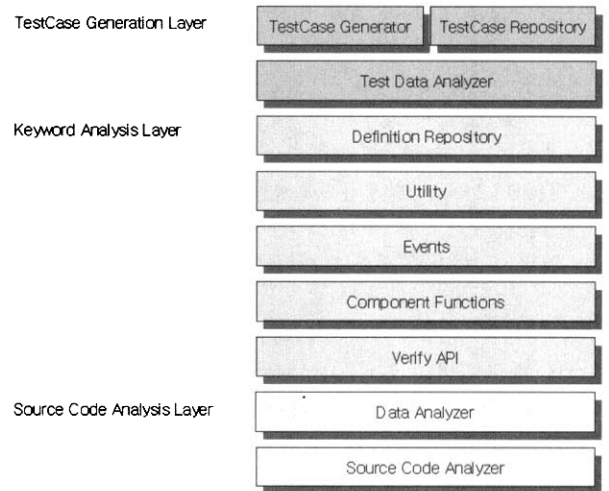 TestCase Generation Layer
TestCase Generator
TestCase Repository
Test Data Analyzer
Keyword Analysis Layer
Definition Repository
Utility
Events
Component Functions
Verify API
Source Code Analysis Layer
Data Analyzer
Source Code Analyzer